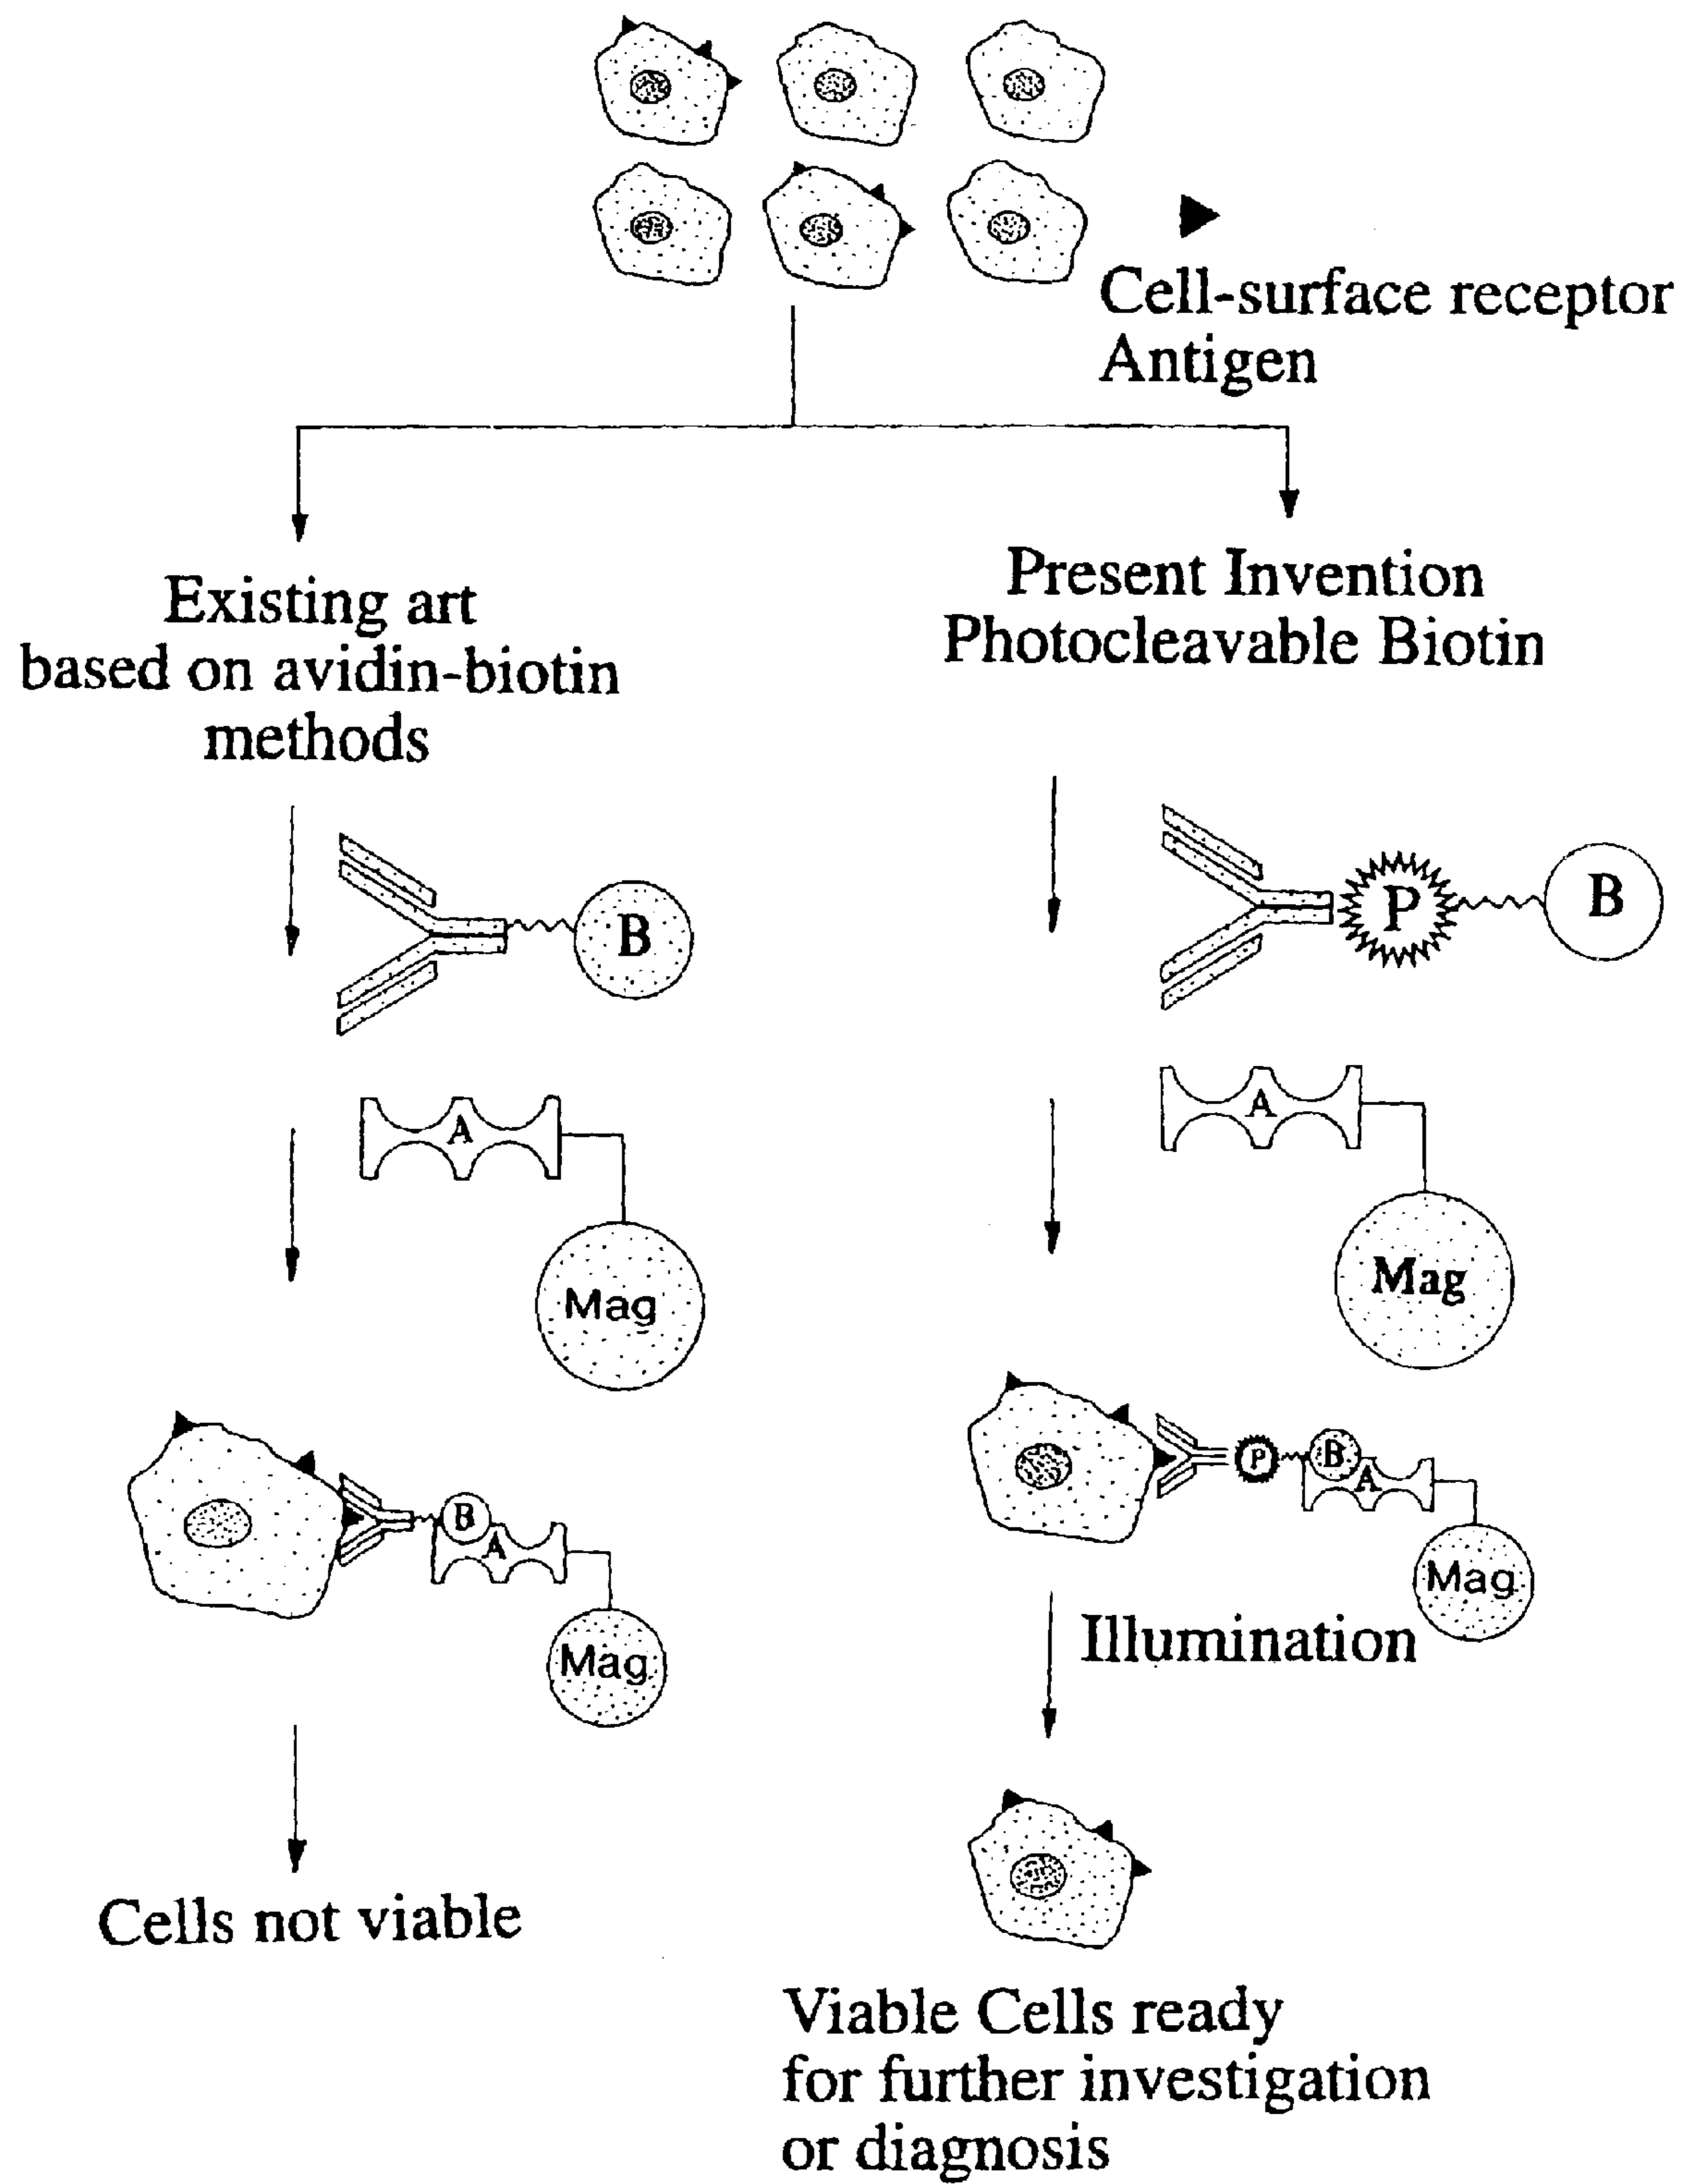 Cell-surface receptor
Antigen
Existing art
based on avidin-biotin
methods
Present Invention
Photocleavable Biotin
B
P
B
A
Mag
A
Mag
B
A
Mag
P
B
A
Mag
Illumination
Cells not viable
Viable Cells ready
for further investigation
or diagnosis